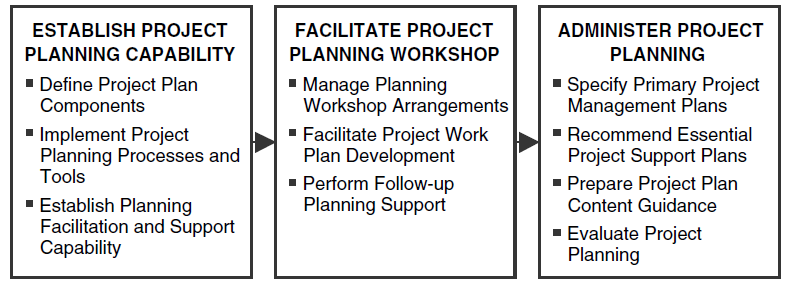 ESTABLISH PROJECT
PLANNING CAPABILITY
▪ Define Project Plan
Components
▪ Implement Project
Planning Processes and
Tools
▪ Establish Planning
Facilitation and Support
Capability
FACILITATE PROJECT
PLANNING WORKSHOP
▪ Manage Planning
Workshop Arrangements
▪ Facilitate Project Work
Plan Development
▪ Perform Follow-up
Planning Support
ADMINISTER PROJECT
PLANNING
▪ Specify Primary Project
Management Plans
▪ Recommend Essential
Project Support Plans
▪ Prepare Project Plan
Content Guidance
▪ Evaluate Project
Planning